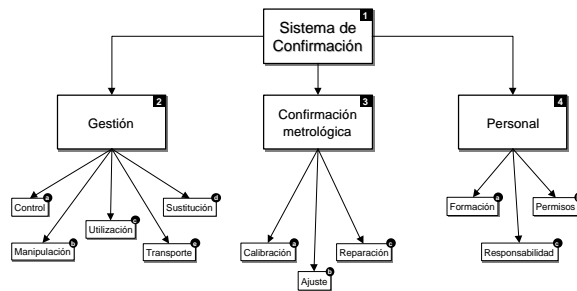 1
Sistema de
Confirmación
2
Gestión
3
Confirmación
metrológica
4
Personal
a
Control
d
Sustitución
c
Utilización
b
Manipulación
e
Transporte
a
Calibración
b
Ajuste
c
Reparación
a
Formación
c
Permisos
c
Responsabilidad